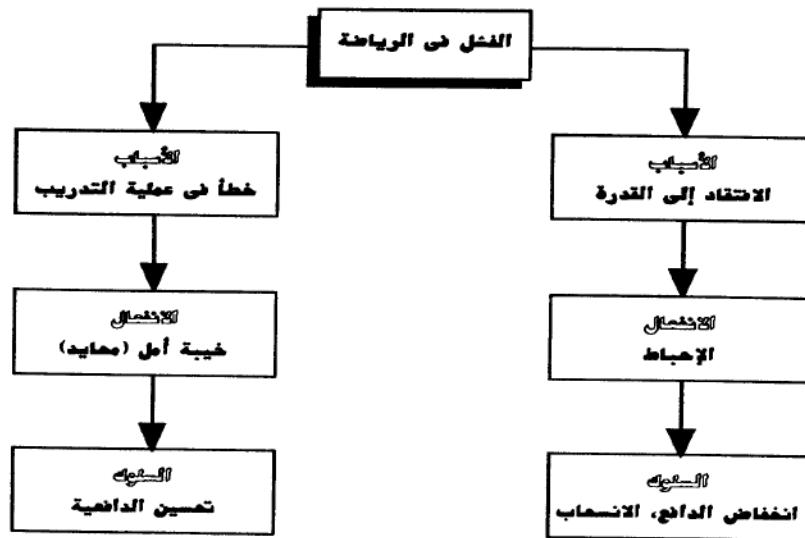 الفشل فى الرياضة
الأسباب
الافتقاد إلى القدرة
الانفعال
الإحباط
السلوك
انخفاض الدافع، الانسحاب
الأسباب
خطأ فى عملية التدريب
الانفعال
خيبة أمل (محايد)
السلوك
تحسين الدافعية